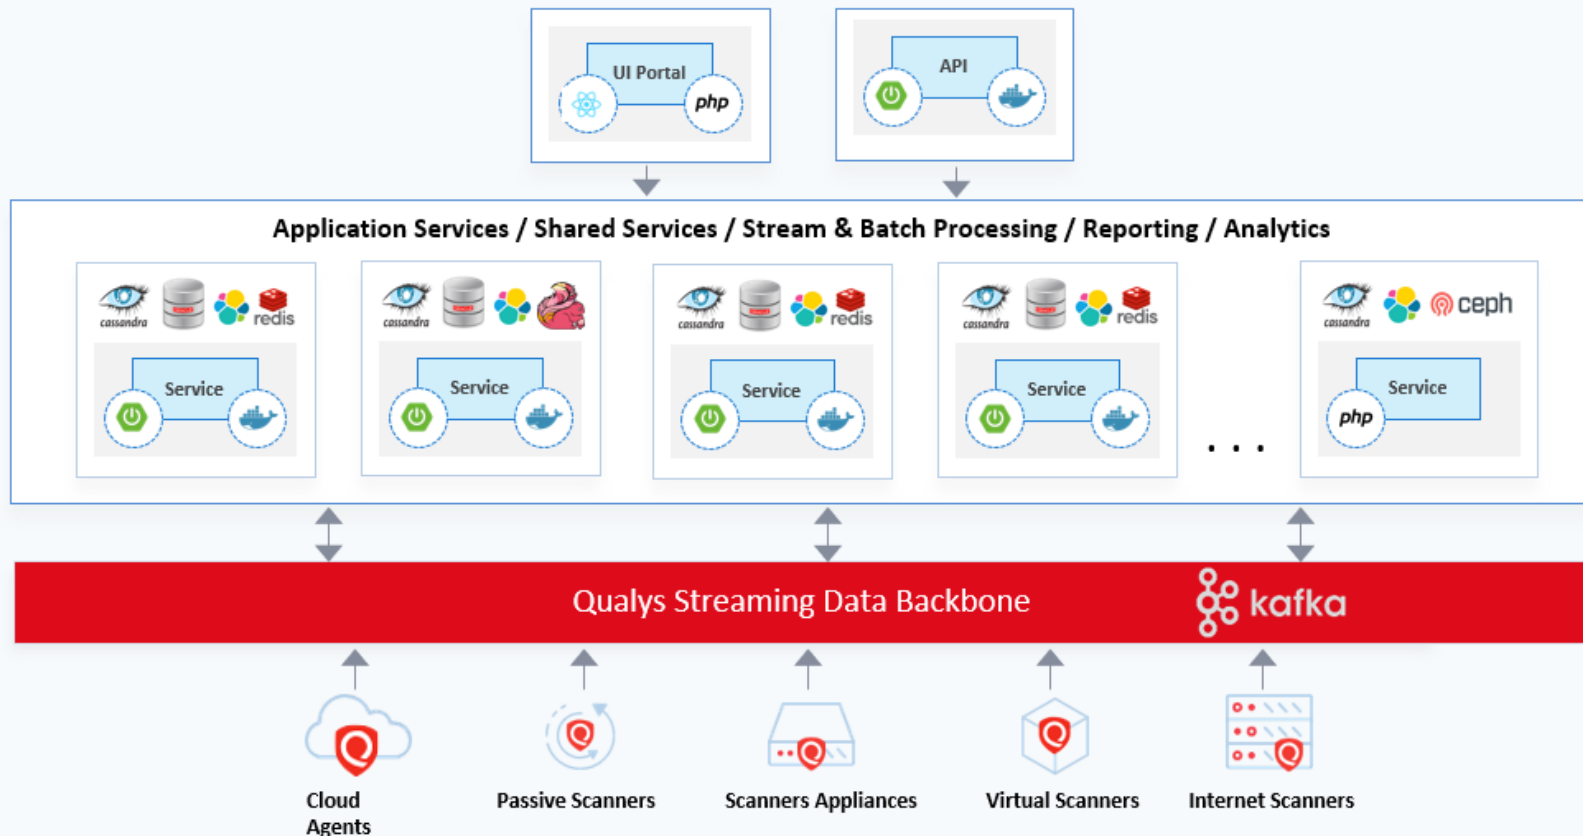 UI Portal
php
API
Application Services / Shared Services / Stream & Batch Processing / Reporting / Analytics
cassandra
redis
cassandra
cassandra
redis
cassandra
redis
cassandra
ceph
Service
Service
Service
Service
Service
php
. . .
Qualys Streaming Data Backbone
kafka
Cloud
Agents
Passive Scanners
Scanners Appliances
Virtual Scanners
Internet Scanners